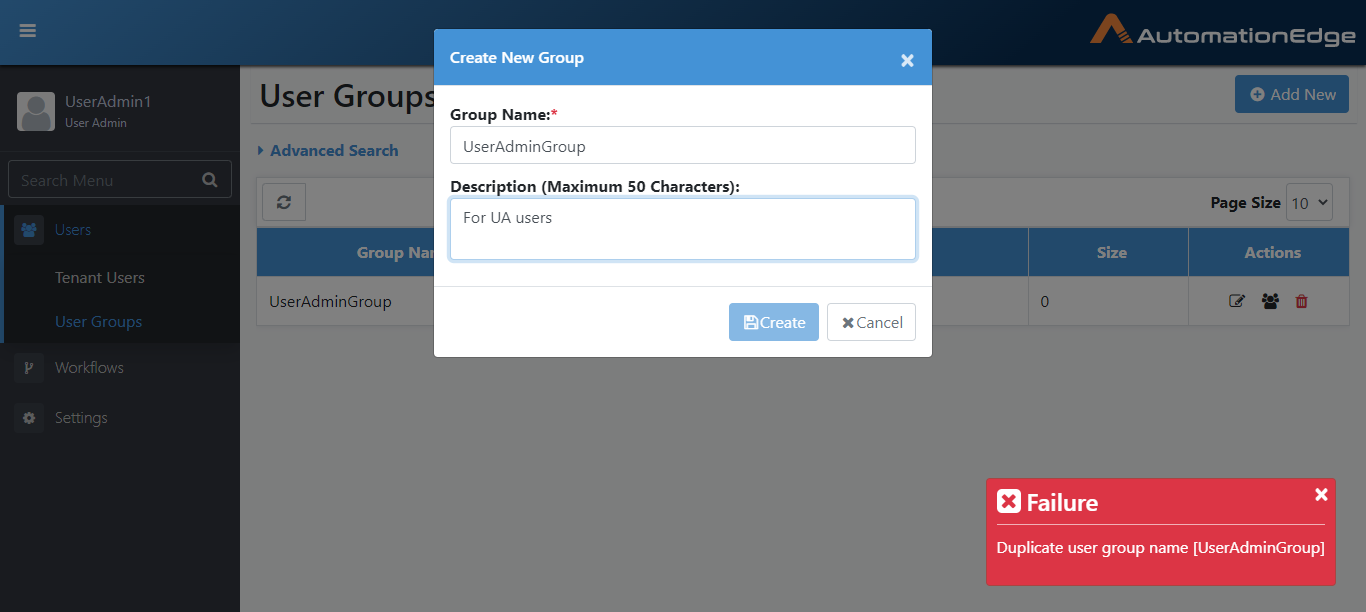 AutomationEdge
UserAdmin1
User Admin
Search Menu
Users
Tenant Users
User Groups
Workflows
Settings
User Groups
Add New
Advanced Search
Page Size 10
Group Nam Size Actions
UserAdminGroup 0
Create New Group
Group Name:*
UserAdminGroup
Description (Maximum 50 Characters):
For UA users
Create Cancel
Failure
Duplicate user group name [UserAdminGroup]